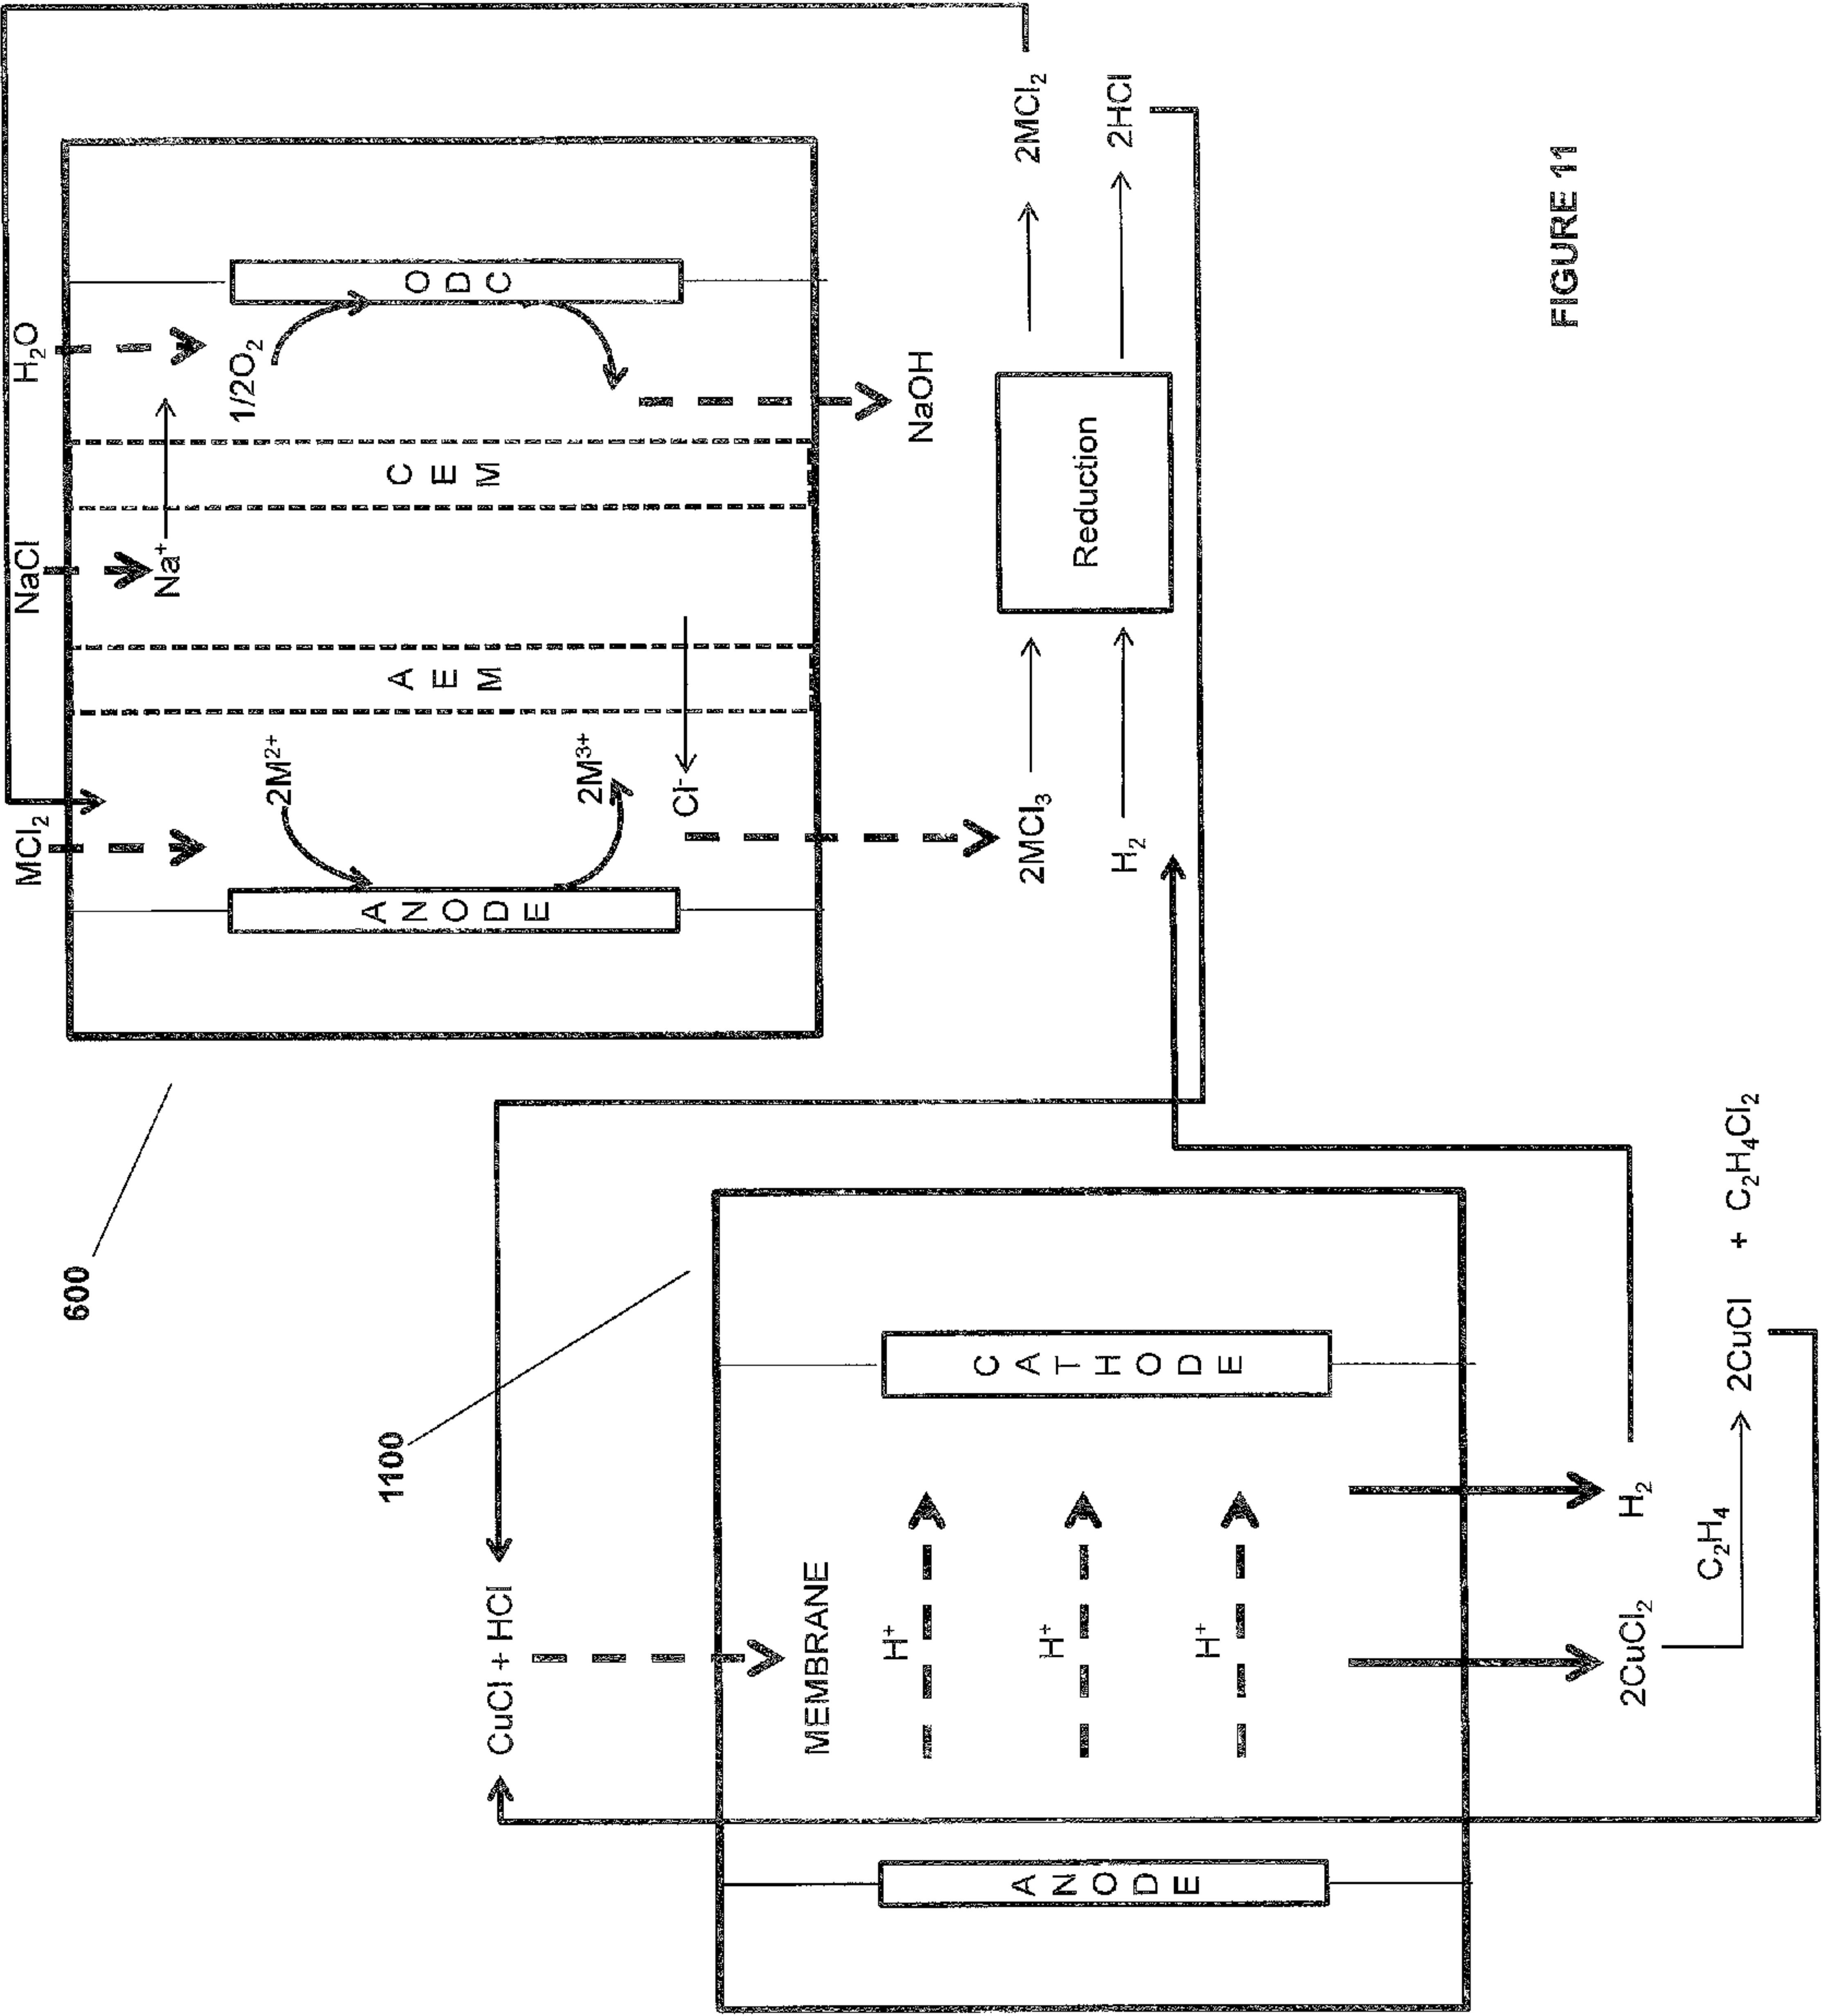 600
MCl₂
NaCl
H₂O
ANODE
2M²⁺
2M³⁺
Cl⁻
AEM
Na⁺
CEM
1/2O₂
ODC
NaOH
2MCl₃
H₂
Reduction
2MCl₂
2HCl
1100
CuCl + HCl
MEMBRANE
ANODE
H⁺
H⁺
H⁺
CATHODE
2CuCl₂
H₂
C₂H₄
2CuCl + C₂H₄Cl₂
FIGURE 11